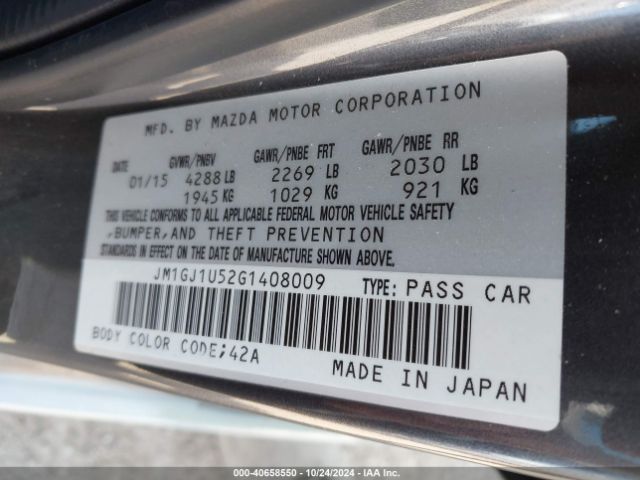 MFD. BY MAZDA MOTOR CORPORATION
DATE GVWR/PNBV GAWR/PNBE FRT GAWR/PNBE RR
01/15 4288 LB 2269 LB 2030 LB
1945 KG 1029 KG 921 KG
THIS VEHICLE CONFORMS TO ALL APPLICABLE FEDERAL MOTOR VEHICLE SAFETY
,BUMPER,AND THEFT PREVENTION
STANDARDS IN EFFECT ON THE DATE OF MANUFACTURE SHOWN ABOVE.
JM1GJ1U52G1408009 TYPE: PASS CAR
BODY COLOR CODE;42A
MADE IN JAPAN
000-40658550 - 10/24/2024 - IAA Inc.